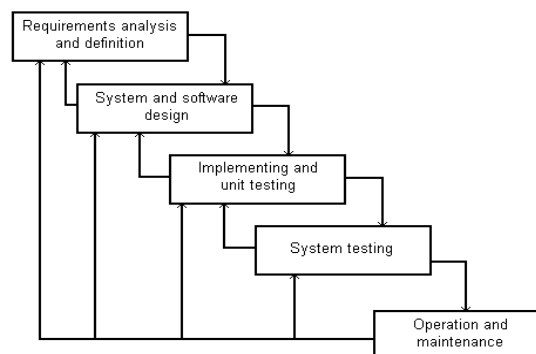 Requirements analysis
and definition
System and software
design
Implementing and
unit testing
System testing
Operation and
maintenance